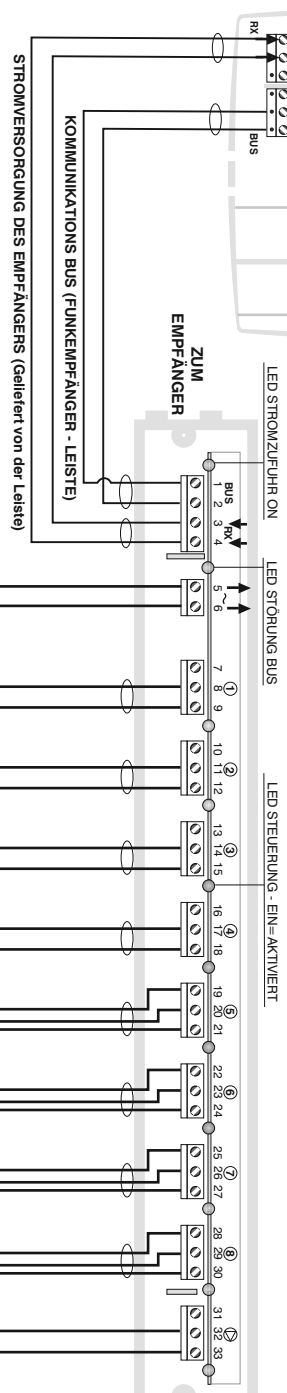 RX
BUS
STROMVERSORGUNG DES EMPFÄNGERS (Geliefert von der Leiste)
KOMMUNIKATIONS BUS (FUNKEMPFÄNGER - LEISTE)
ZUM
EMPFÄNGER
LED STROMZUFUHR ON
LED STÖRUNG BUS
LED STEUERUNG - EIN= AKTIVIERT
BUS
RX
1 2 3 4
5 ~ 6
①
7 8 9
②
10 11 12
③
13 14 15
④
16 17 18
⑤
19 20 21
⑥
22 23 24
⑦
25 26 27
⑧
28 29 30
31 32 33